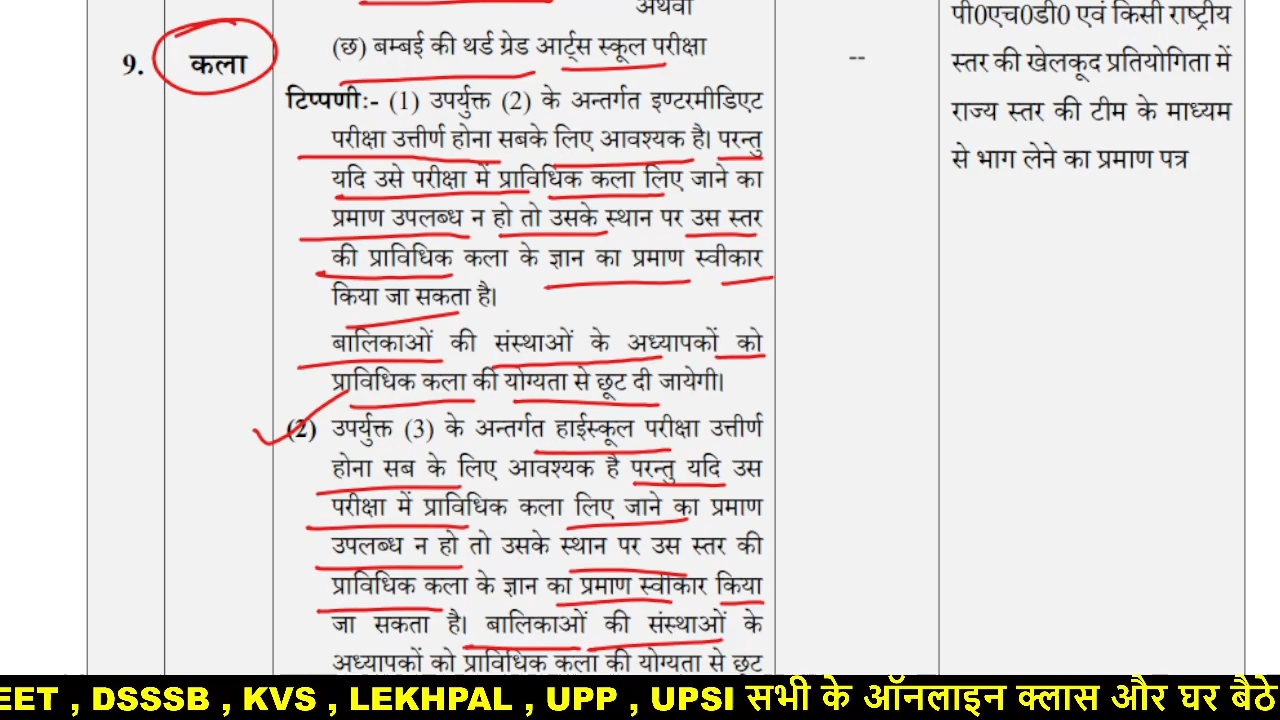 अथवा
(छ) बम्बई की थर्ड ग्रेड आर्ट्स स्कूल परीक्षा
9.
कला
टिप्पणीः- (1) उपर्युक्त (2) के अन्तर्गत इण्टरमीडिएट
परीक्षा उत्तीर्ण होना सबके लिए आवश्यक है। परन्तु
यदि उसे परीक्षा में प्राविधिक कला लिए जाने का
प्रमाण उपलब्ध न हो तो उसके स्थान पर उस स्तर
की प्राविधिक कला के ज्ञान का प्रमाण स्वीकार
किया जा सकता है।
बालिकाओं की संस्थाओं के अध्यापकों को
प्राविधिक कला की योग्यता से छूट दी जायेगी।
(2) उपर्युक्त (3) के अन्तर्गत हाईस्कूल परीक्षा उत्तीर्ण
होना सब के लिए आवश्यक है परन्तु यदि उस
परीक्षा में प्राविधिक कला लिए जाने का प्रमाण
उपलब्ध न हो तो उसके स्थान पर उस स्तर की
प्राविधिक कला के ज्ञान का प्रमाण स्वीकार किया
जा सकता है। बालिकाओं की संस्थाओं के
अध्यापकों को प्राविधिक कला की योग्यता से छूट
--
पी0एच0डी0 एवं किसी राष्ट्रीय
स्तर की खेलकूद प्रतियोगिता में
राज्य स्तर की टीम के माध्यम
से भाग लेने का प्रमाण पत्र
EET , DSSSB , KVS , LEKHPAL , UPP , UPSI सभी के ऑनलाइन क्लास और घर बैठे